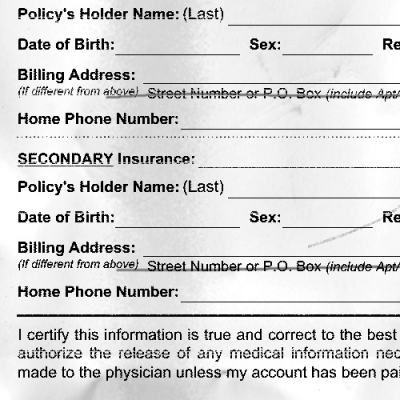 Policy's Holder Name: (Last)
Date of Birth: Sex: Re
Billing Address:
(If different from above) Street Number or P.O. Box (include Apt/
Home Phone Number:
SECONDARY Insurance:
Policy's Holder Name: (Last)
Date of Birth: Sex: Re
Billing Address:
(If different from above) Street Number or P.O. Box (include Apt/
Home Phone Number:
I certify this information is true and correct to the best
authorize the release of any medical information nec
made to the physician unless my account has been pai